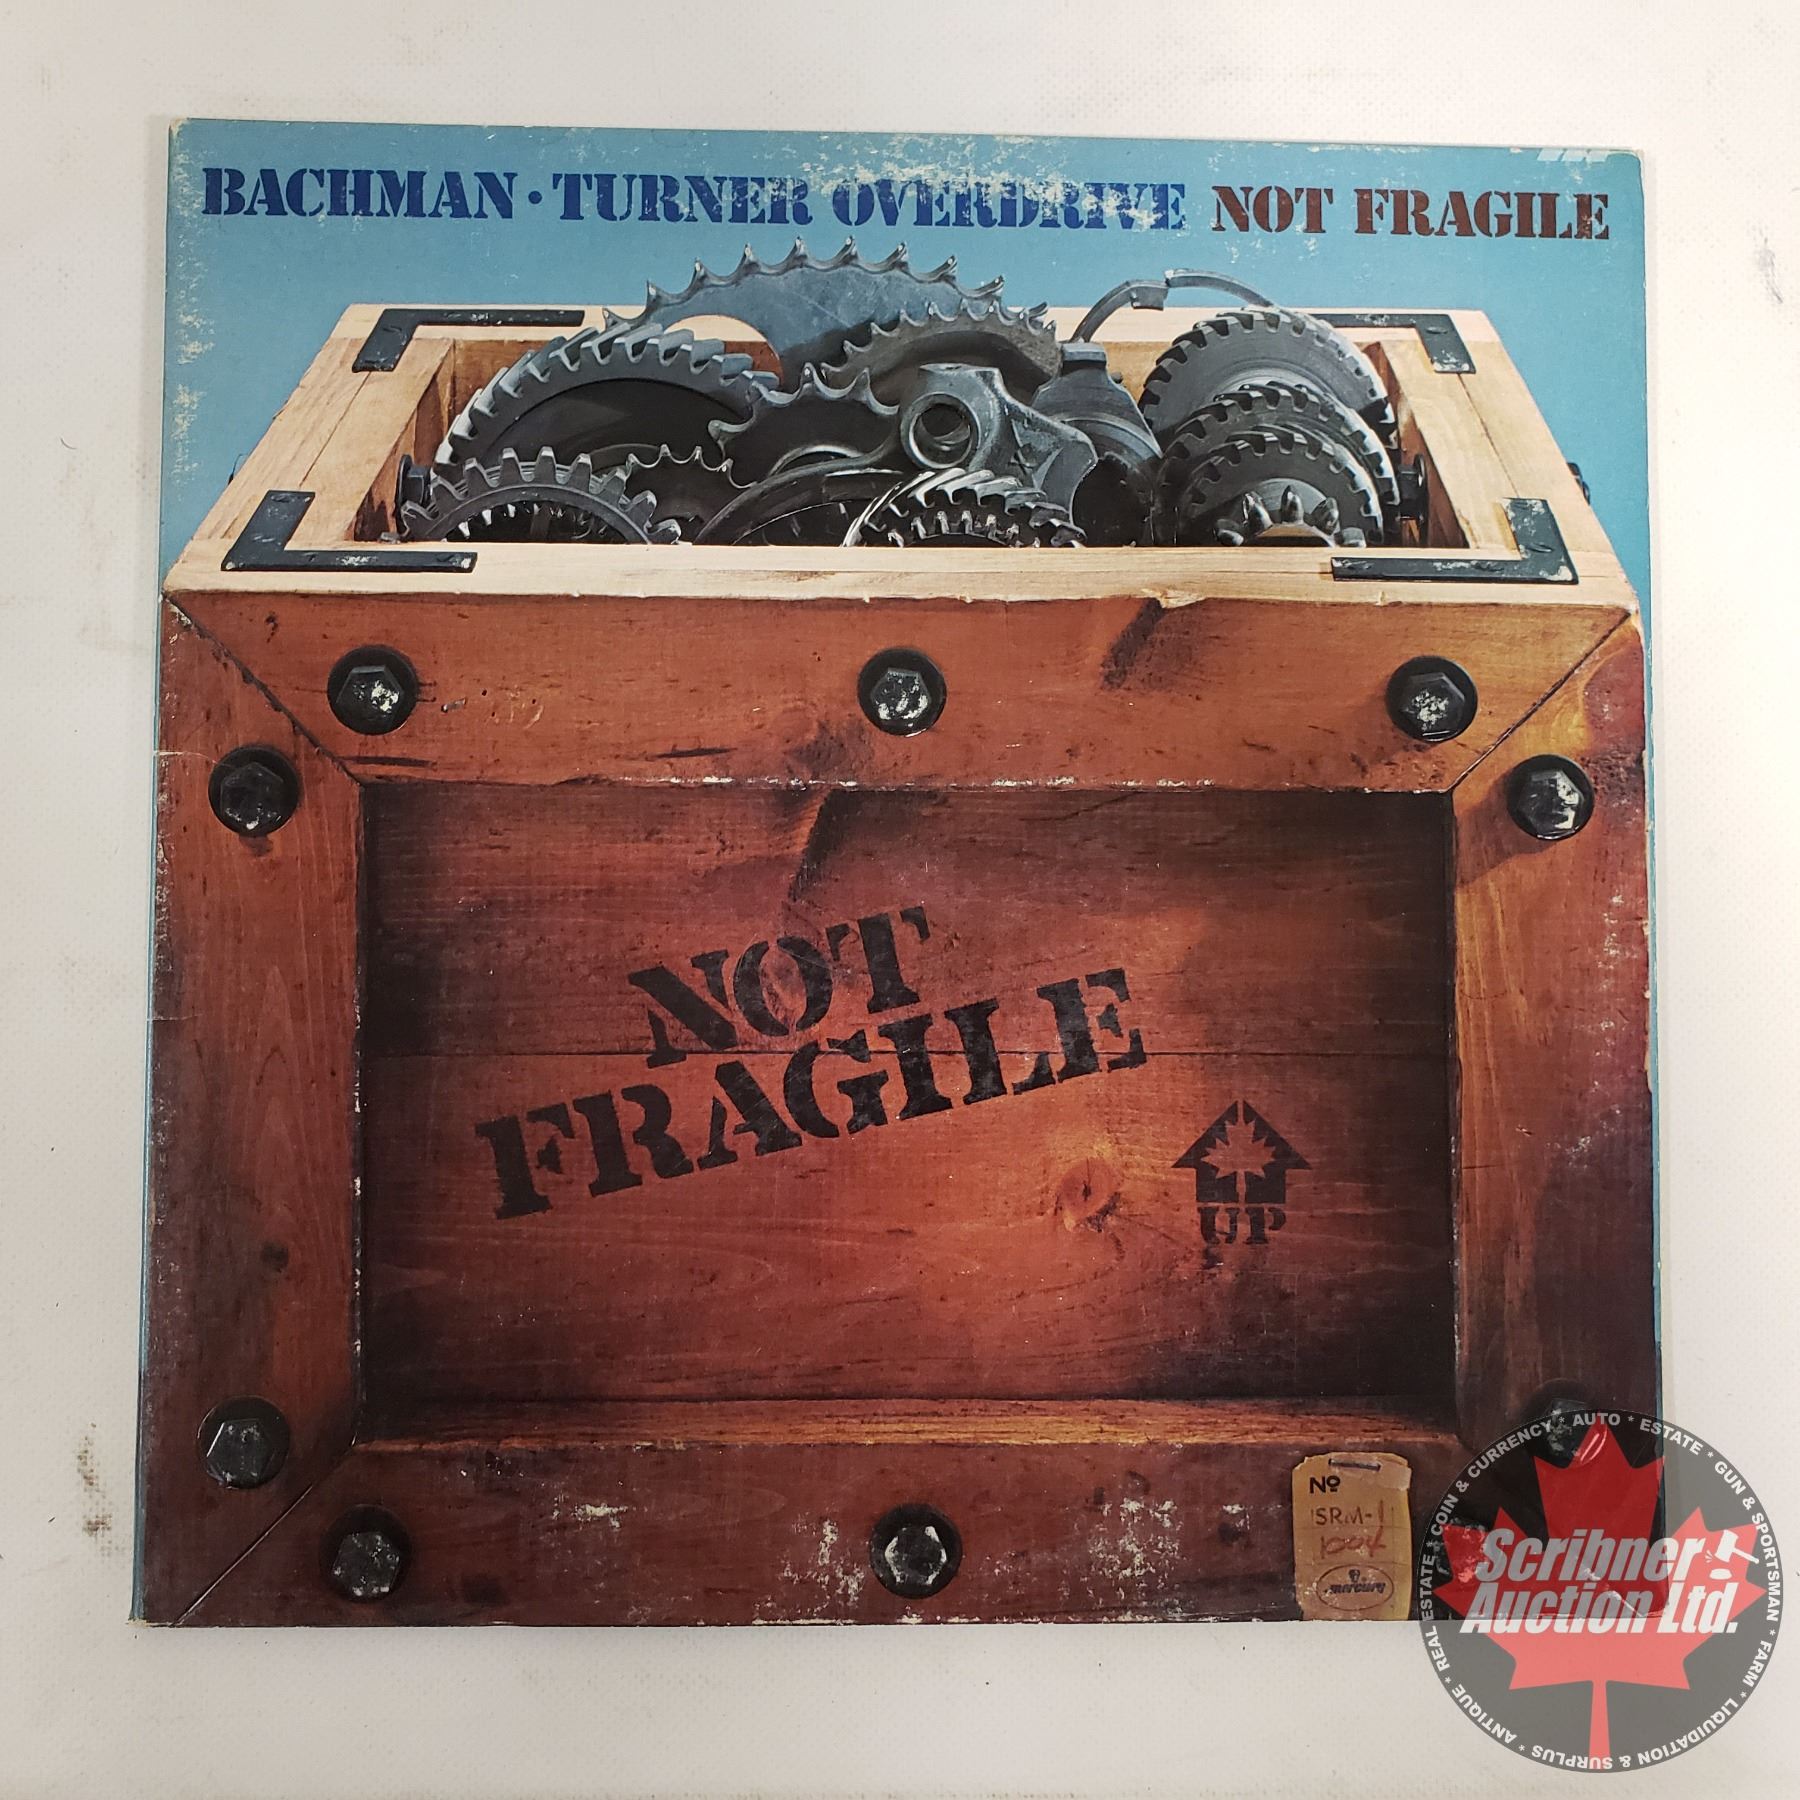 BACHMAN · TURNER OVERDRIVE NOT FRAGILE
NOT
FRAGILE
UP
Nº
SRM-1
1004
mercury
Scribner
Auction Ltd.
REAL ESTATE * COIN & CURRENCY * AUTO * ESTATE * GUN & SPORTSMAN * FARM * LIQUIDATION & SURPLUS * ANTIQUE *